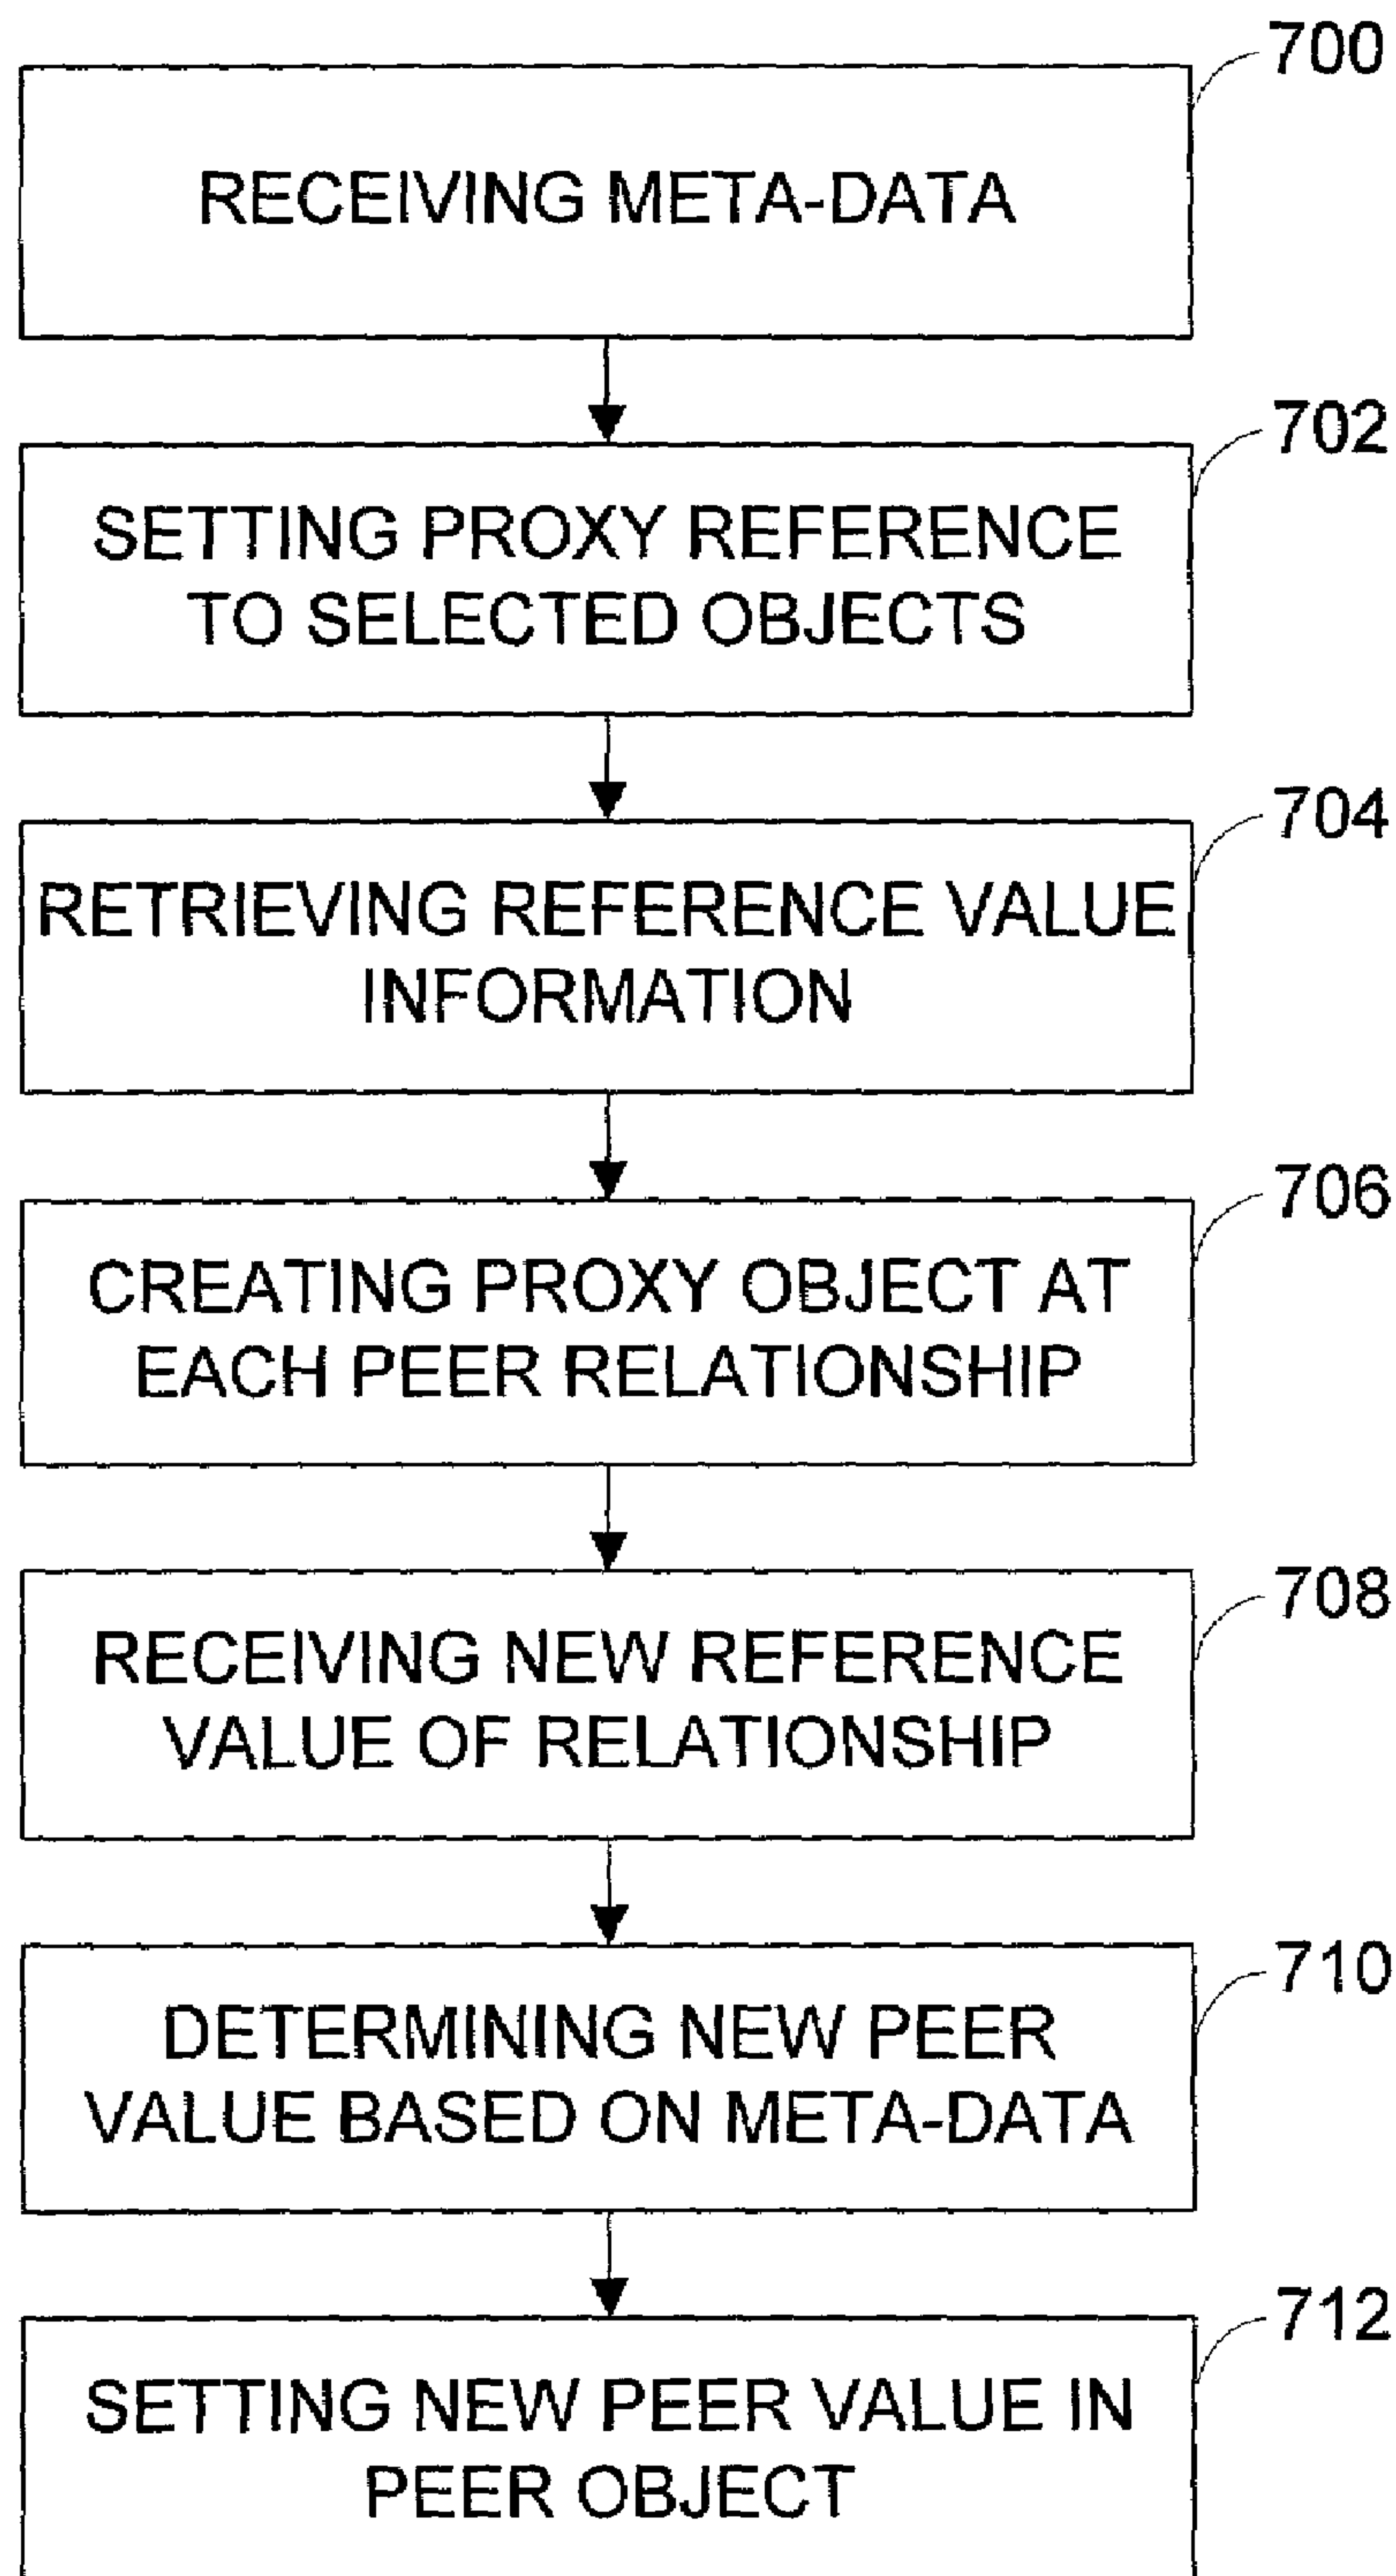 700
RECEIVING META-DATA
702
SETTING PROXY REFERENCE
TO SELECTED OBJECTS
704
RETRIEVING REFERENCE VALUE
INFORMATION
706
CREATING PROXY OBJECT AT
EACH PEER RELATIONSHIP
708
RECEIVING NEW REFERENCE
VALUE OF RELATIONSHIP
710
DETERMINING NEW PEER
VALUE BASED ON META-DATA
712
SETTING NEW PEER VALUE IN
PEER OBJECT